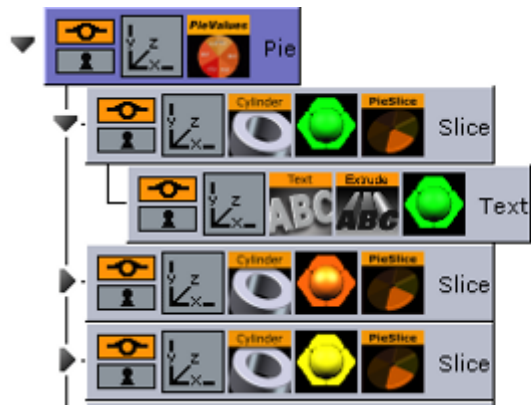 PieValues
y z x
Pie
Cylinder
PieSlice
y z x
Slice
Text
Extrude
y z x
ABC
ABC
Text
Cylinder
PieSlice
y z x
Slice
Cylinder
PieSlice
y z x
Slice